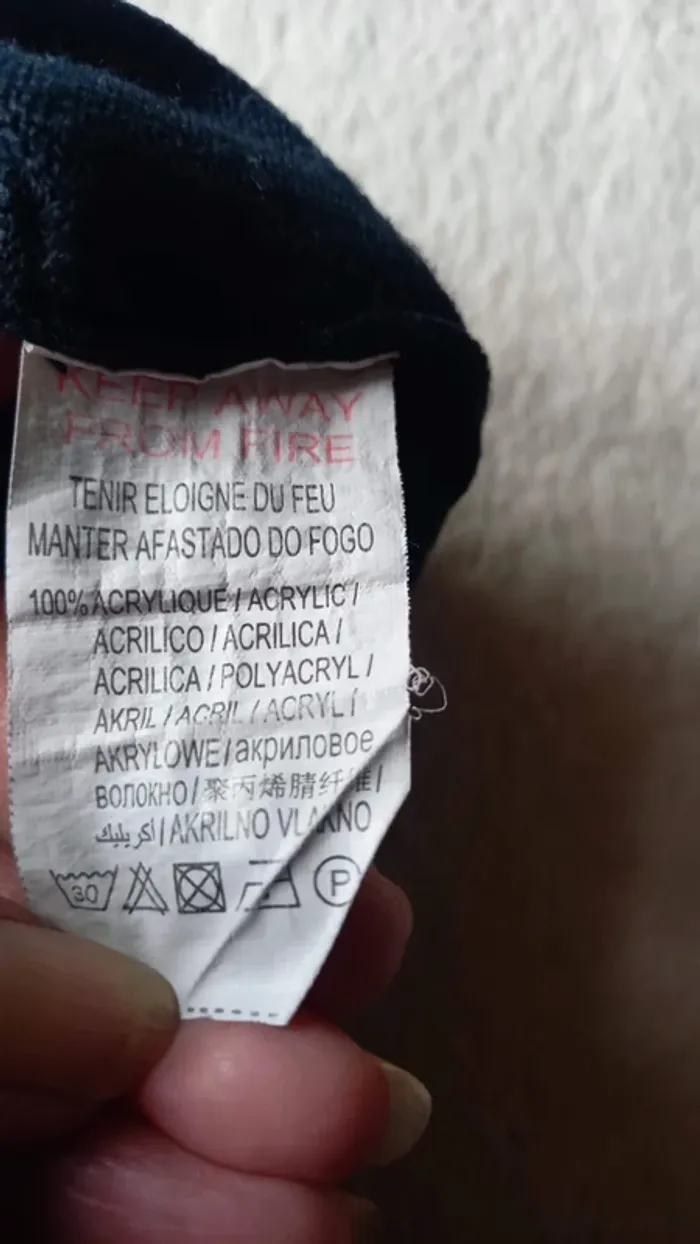 KEEP AWAY
FROM FIRE
TENIR ELOIGNE DU FEU
MANTER AFASTADO DO FOGO
100% ACRYLIQUE / ACRYLIC /
ACRILICO / ACRILICA /
ACRILICA / POLYACRYL /
AKRIL / ACRIL / ACRYL /
AKRYLOWE / акриловое
волокно / 聚丙烯腈纤维 /
اكريليك / AKRILNO VLAKNO
30 P